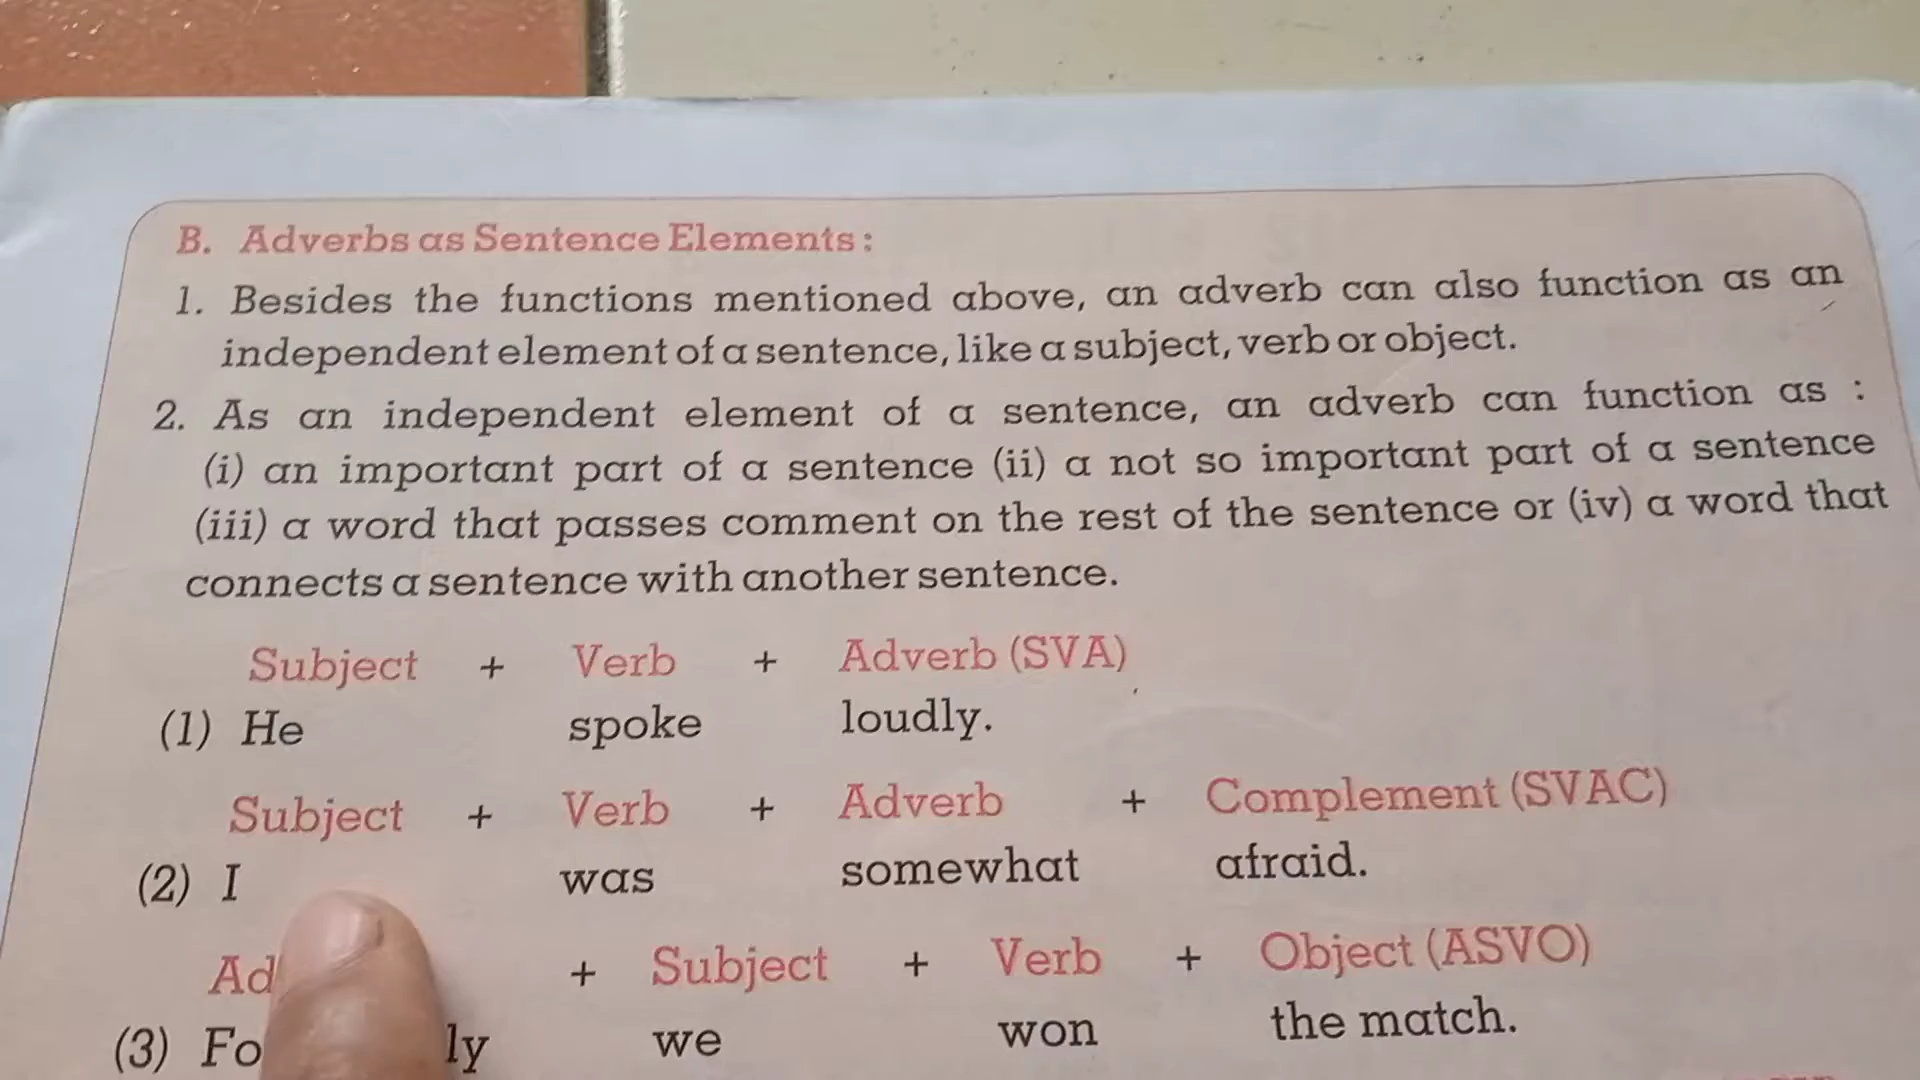 B. Adverbs as Sentence Elements :
1. Besides the functions mentioned above, an adverb can also function as an
independent element of a sentence, like a subject, verb or object.
2. As an independent element of a sentence, an adverb can function as :
(i) an important part of a sentence (ii) a not so important part of a sentence
(iii) a word that passes comment on the rest of the sentence or (iv) a word that
connects a sentence with another sentence.
Subject + Verb + Adverb (SVA)
(1) He spoke loudly.
Subject + Verb + Adverb + Complement (SVAC)
(2) I was somewhat afraid.
+ Subject + Verb + Object (ASVO)
(3) we won the match.